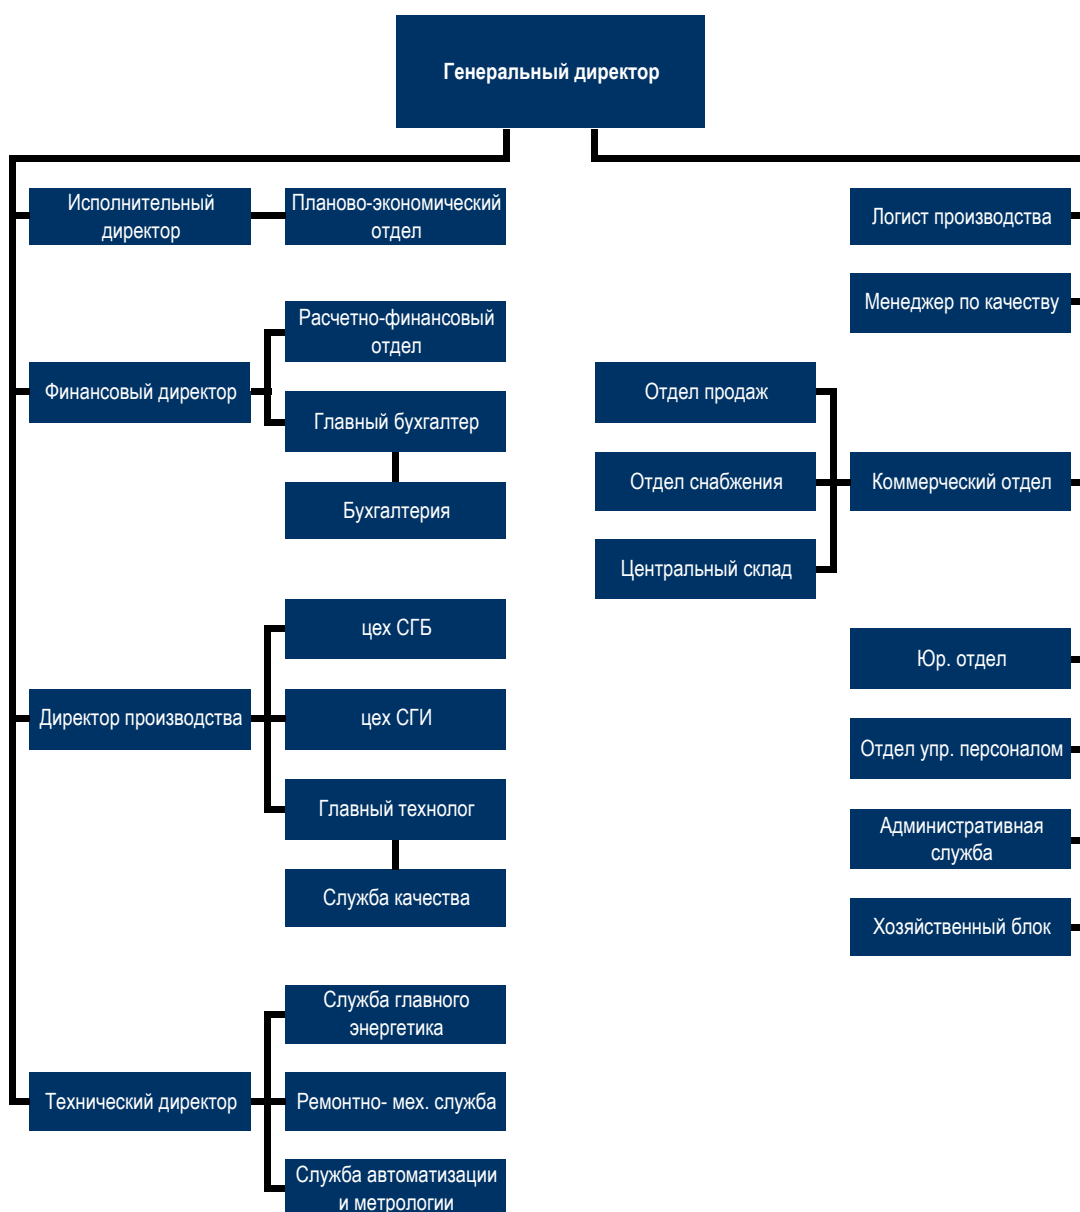 Генеральный директор
Исполнительный
директор
Планово-экономический
отдел
Логист производства
Расчетно-финансовый
отдел
Менеджер по качеству
Финансовый директор
Главный бухгалтер
Бухгалтерия
Отдел продаж
Отдел снабжения
Коммерческий отдел
Центральный склад
цех СГБ
Директор производства
цех СГИ
Главный технолог
Служба качества
Юр. отдел
Отдел упр. персоналом
Административная
служба
Хозяйственный блок
Служба главного
энергетика
Технический директор
Ремонтно- мех. служба
Служба автоматизации
и метрологии